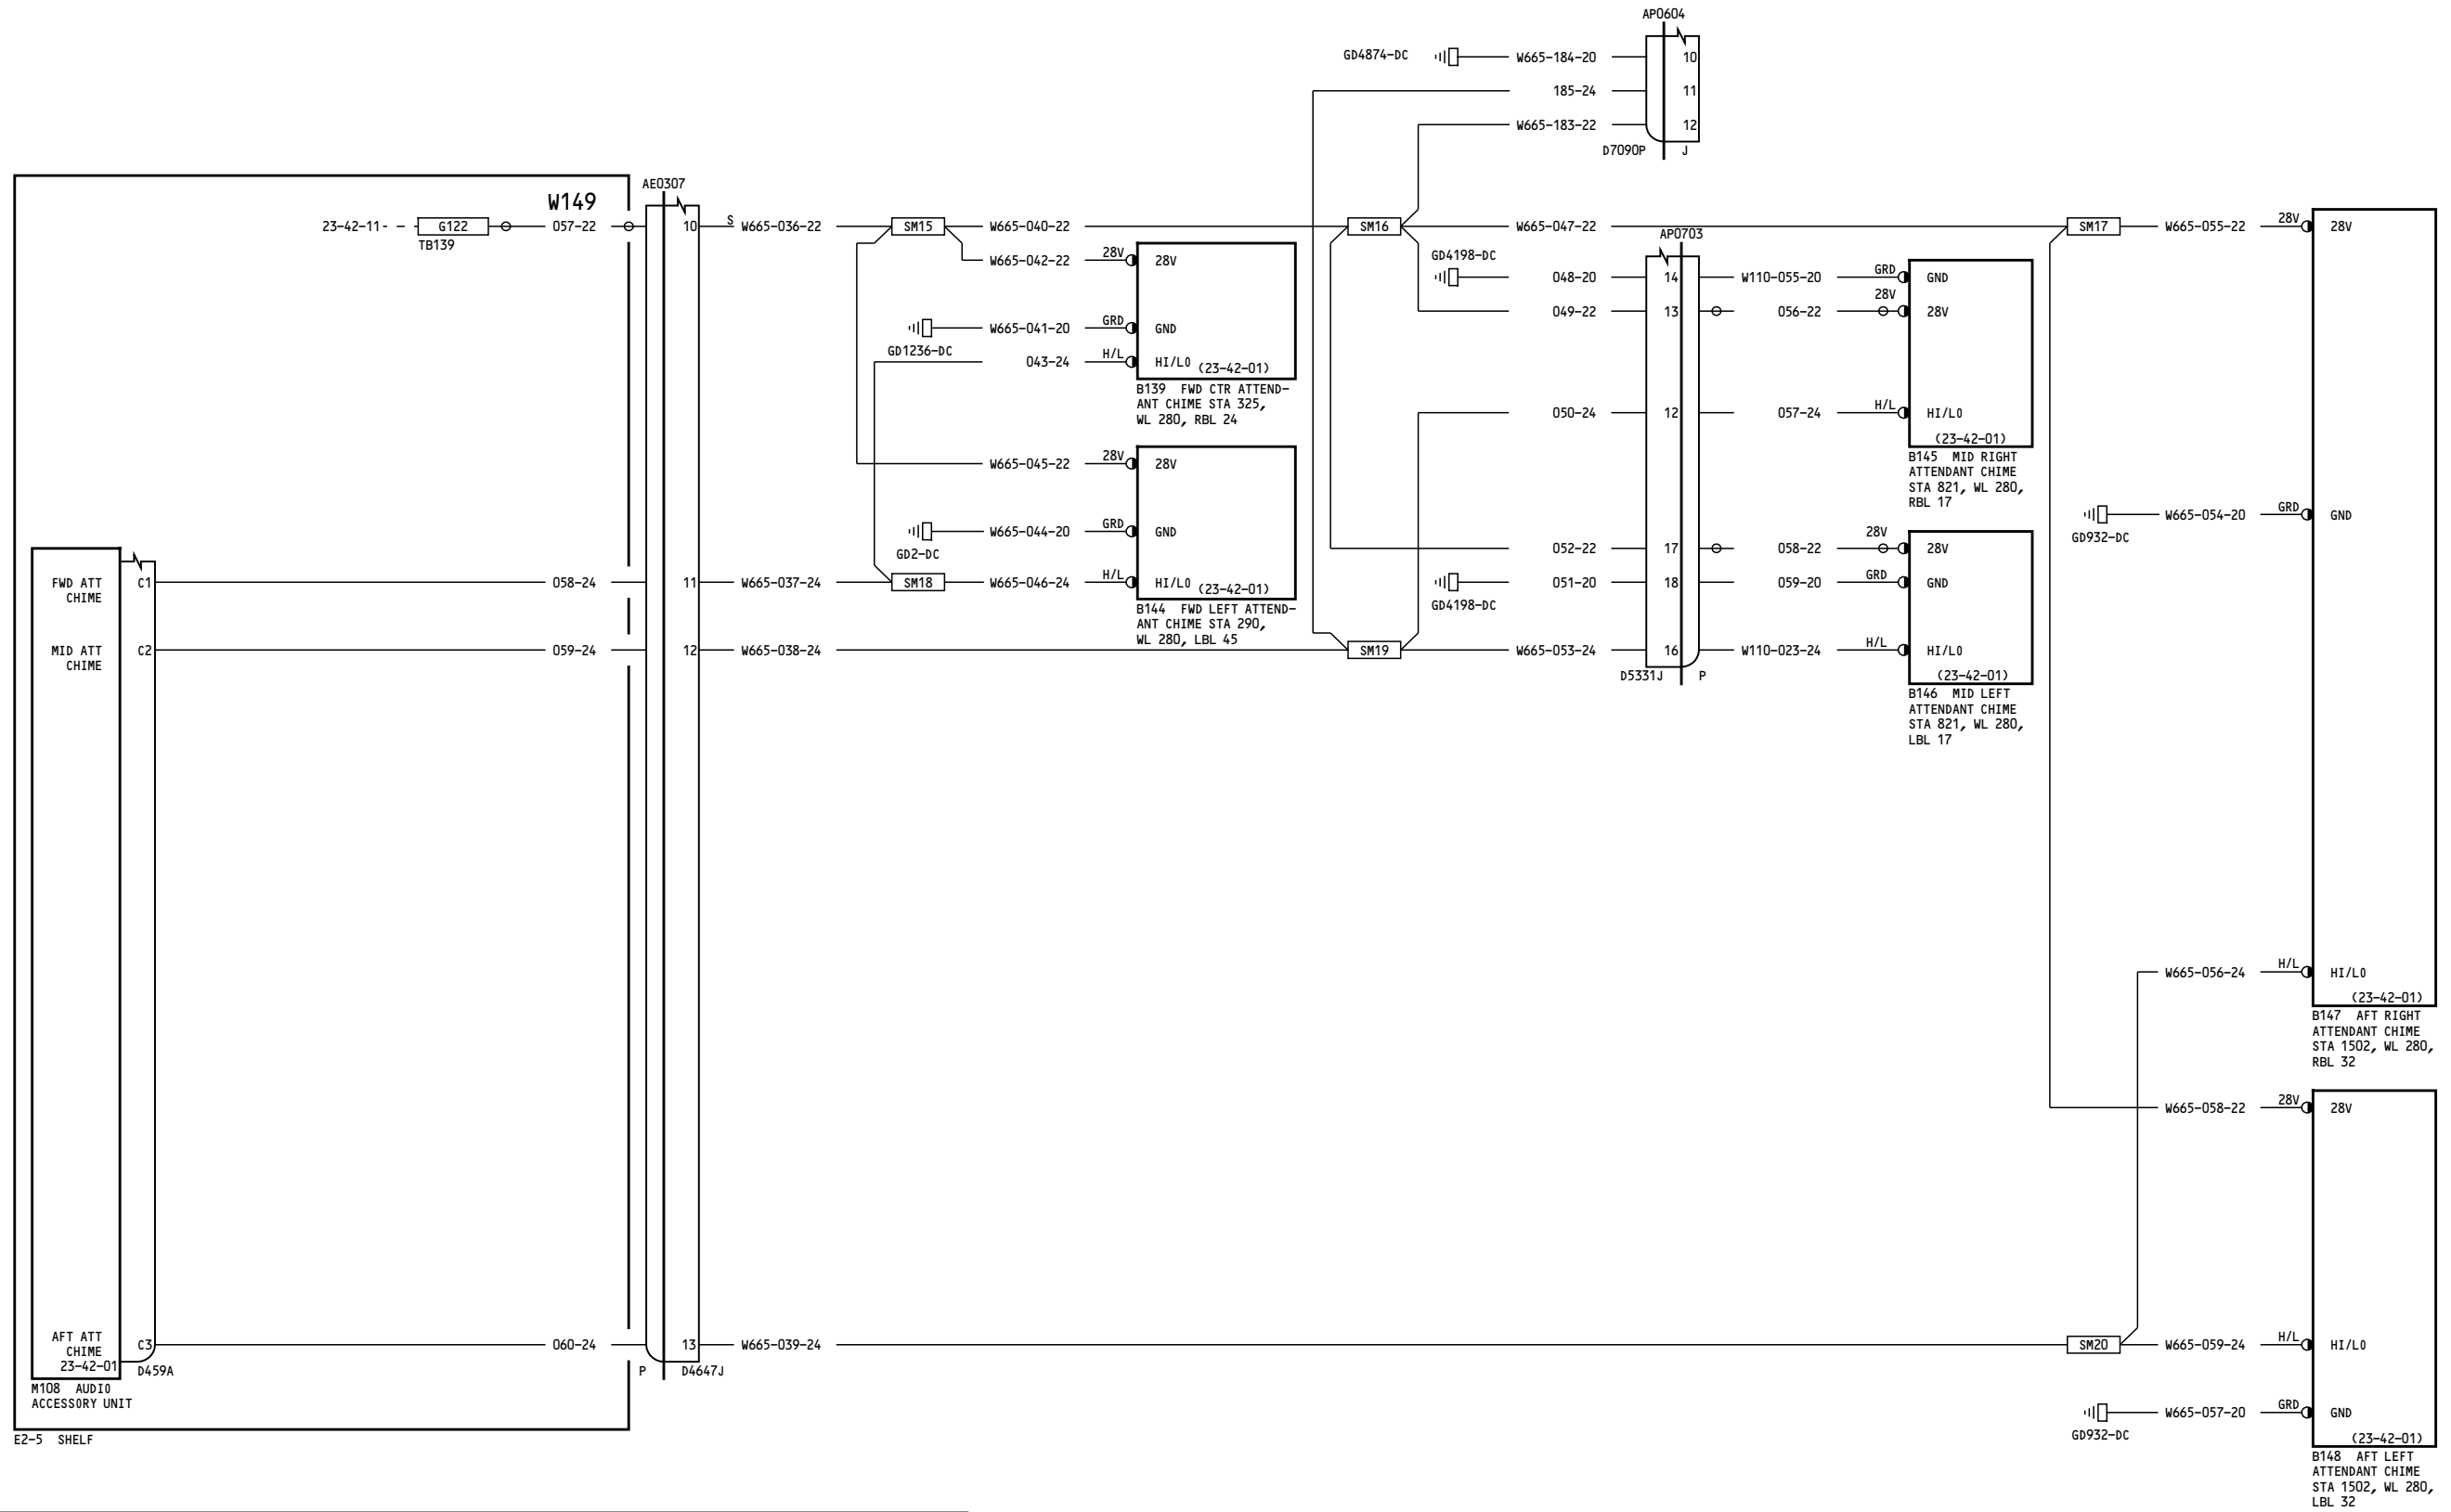 AP0604
GD4874-DC
W665-184-20
10
185-24
11
W665-183-22
12
D7090P
J
W149
23-42-11
G122
TB139
057-22
AE0307
10
S
W665-036-22
SM15
W665-040-22
SM16
W665-047-22
SM17
W665-055-22
28V
28V
W665-042-22
28V
28V
W665-041-20
GRD
GND
GD1236-DC
043-24
H/L
HI/LO
(23-42-01)
B139 FWD CTR ATTEND-
ANT CHIME STA 325,
WL 280, RBL 24
W665-045-22
28V
28V
W665-044-20
GRD
GND
GD2-DC
SM18
W665-046-24
H/L
HI/LO
(23-42-01)
B144 FWD LEFT ATTEND-
ANT CHIME STA 290,
WL 280, LBL 45
AP0703
GD4198-DC
048-20
14
W110-055-20
GRD
GND
049-22
13
056-22
28V
28V
050-24
12
057-24
H/L
HI/LO
(23-42-01)
B145 MID RIGHT
ATTENDANT CHIME
STA 821, WL 280,
RBL 17
052-22
17
058-22
28V
28V
051-20
18
059-20
GRD
GND
GD4198-DC
SM19
W665-053-24
16
W110-023-24
H/L
HI/LO
D5331J
P
(23-42-01)
B146 MID LEFT
ATTENDANT CHIME
STA 821, WL 280,
LBL 17
GD932-DC
W665-054-20
GRD
GND
FWD ATT
CHIME
C1
058-24
11
W665-037-24
MID ATT
CHIME
C2
059-24
12
W665-038-24
W665-056-24
H/L
HI/LO
(23-42-01)
B147 AFT RIGHT
ATTENDANT CHIME
STA 1502, WL 280,
RBL 32
W665-058-22
28V
28V
AFT ATT
CHIME
23-42-01
C3
D459A
060-24
13
P
D4647J
W665-039-24
SM20
W665-059-24
H/L
HI/LO
M108 AUDIO
ACCESSORY UNIT
E2-5 SHELF
GD932-DC
W665-057-20
GRD
GND
(23-42-01)
B148 AFT LEFT
ATTENDANT CHIME
STA 1502, WL 280,
LBL 32